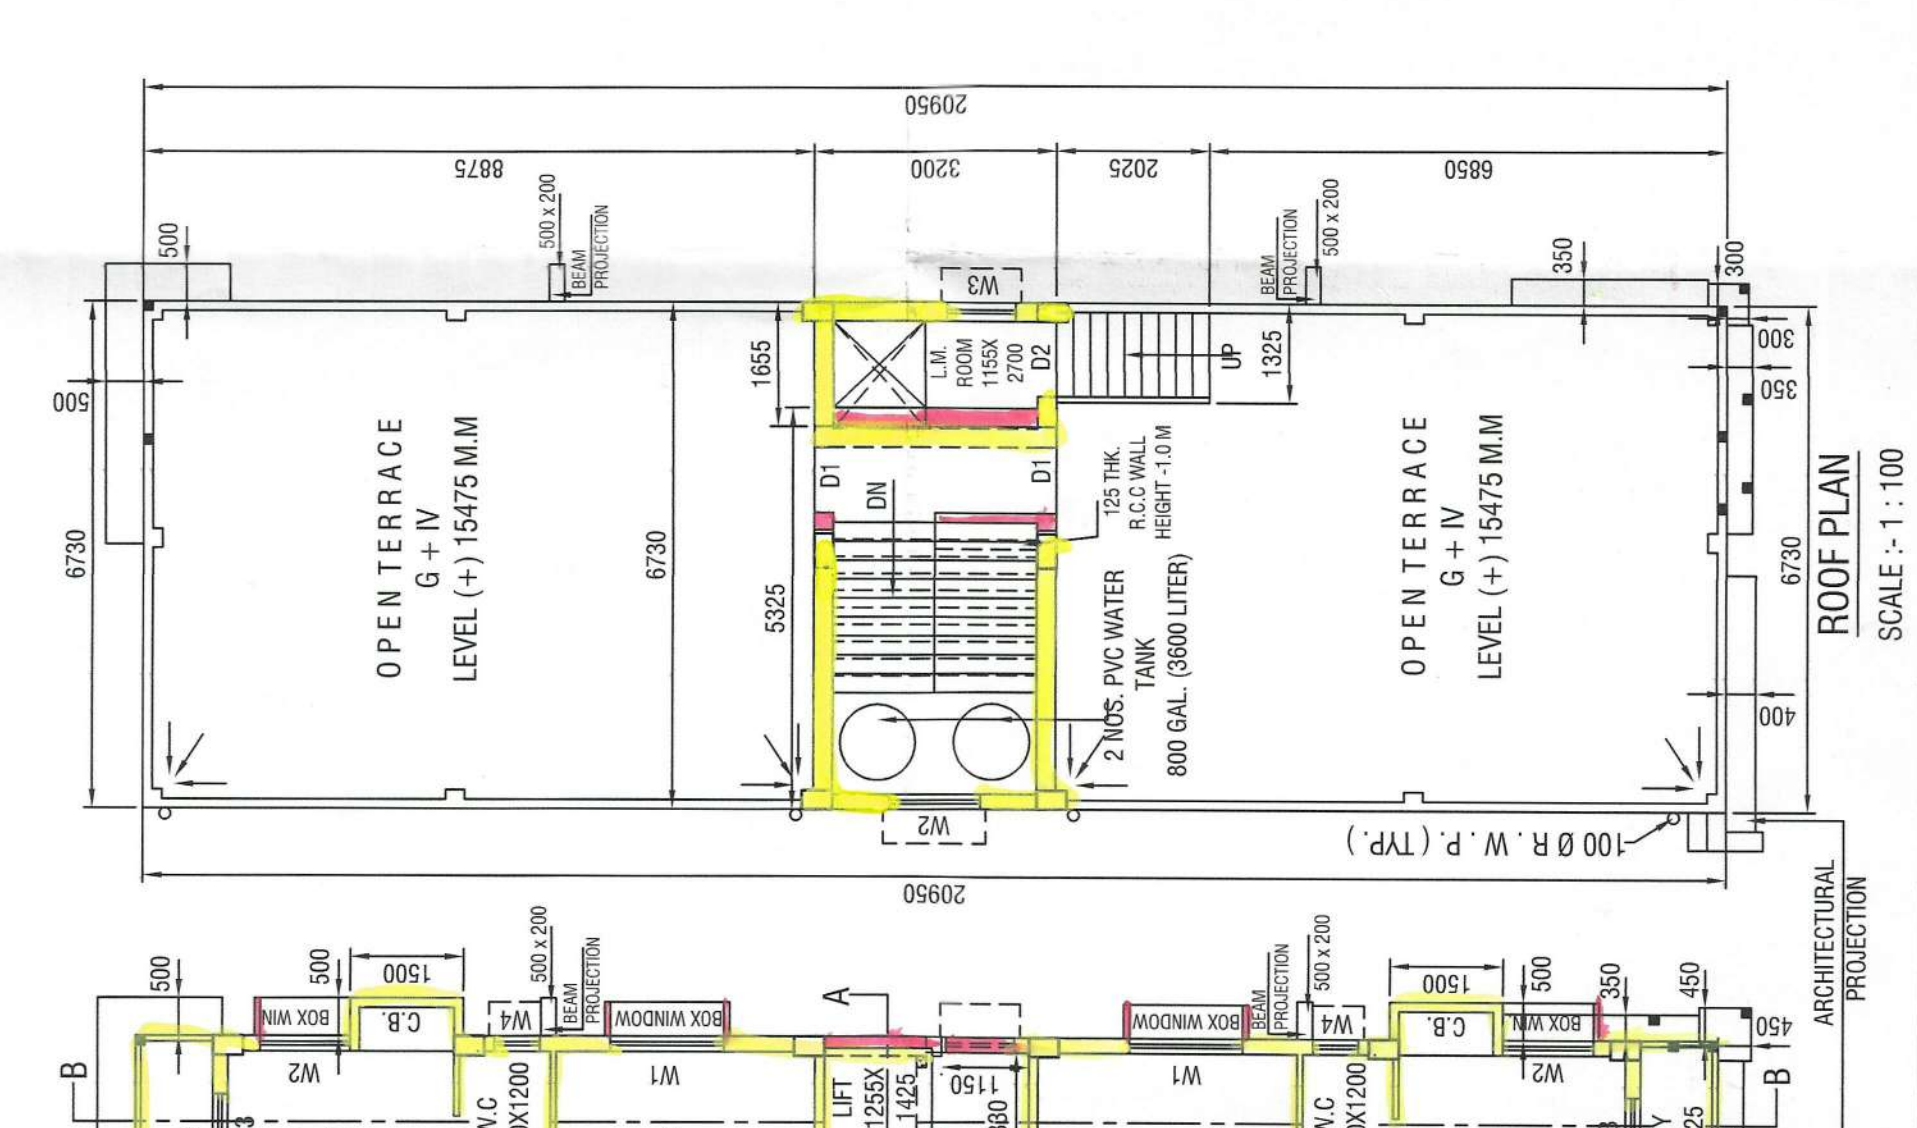 20950
8875
3200
2025
6850
500
500 x 200
BEAM
PROJECTION
W3
BEAM
PROJECTION
500 x 200
350
300
500
1655
L.M.
ROOM
1155X
2700
D2
UP
1325
300
350
6730
OPEN TERRACE
G + IV
LEVEL (+) 15475 M.M
6730
5325
D1
DN
D1
125 THK.
R.C.C WALL
HEIGHT -1.0 M
2 NOS. PVC WATER
TANK
800 GAL. (3600 LITER)
OPEN TERRACE
G + IV
LEVEL (+) 15475 M.M
6730
400
ROOF PLAN
SCALE :- 1 : 100
W2
100 Ø R . W . P. ( TYP. )
20950
ARCHITECTURAL
PROJECTION
500
500
1500
500 x 200
BEAM
PROJECTION
BOX WIN
C.B.
W4
BOX WINDOW
A
BOX WINDOW
BEAM
PROJECTION
500 x 200
W4
1500
C.B.
500
BOX WIN
350
450
450
B
W2
W1
LIFT
1255X
1425
1150
W1
W2
B